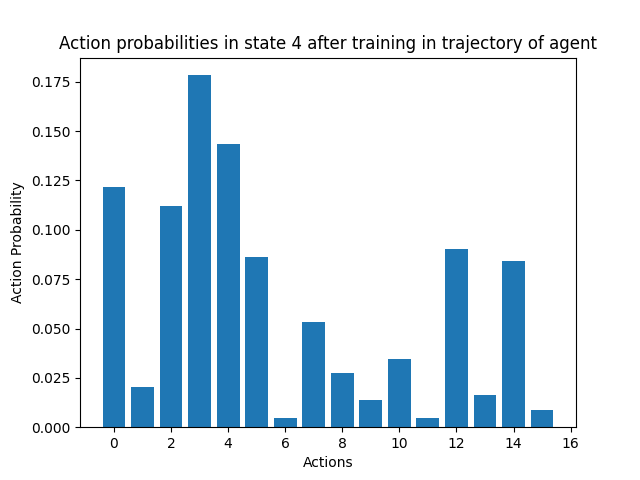 Action probabilities in state 4 after training in trajectory of agent
0.175
0.150
0.125
0.100
0.075
0.050
0.025
0.000
Action Probability
0 2 4 6 8 10 12 14 16
Actions